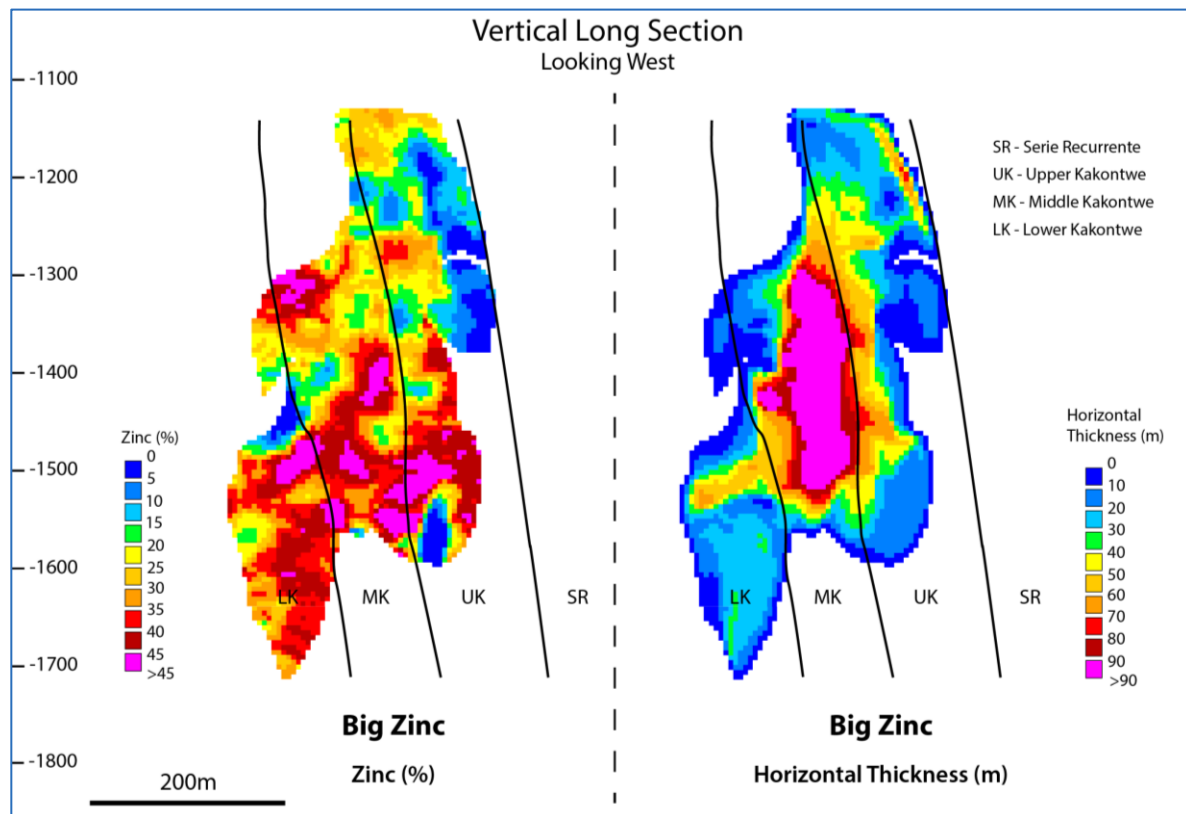 Vertical Long Section
Looking West
-1100
-1200
-1300
-1400
-1500
-1600
-1700
-1800
SR - Serie Recurrente
UK - Upper Kakontwe
MK - Middle Kakontwe
LK - Lower Kakontwe
Zinc (%)
0
5
10
15
20
25
30
35
40
45
>45
LK MK UK SR
Big Zinc
Zinc (%)
200m
Horizontal
Thickness (m)
0
10
20
30
40
50
60
70
80
90
>90
LK MK UK SR
Big Zinc
Horizontal Thickness (m)